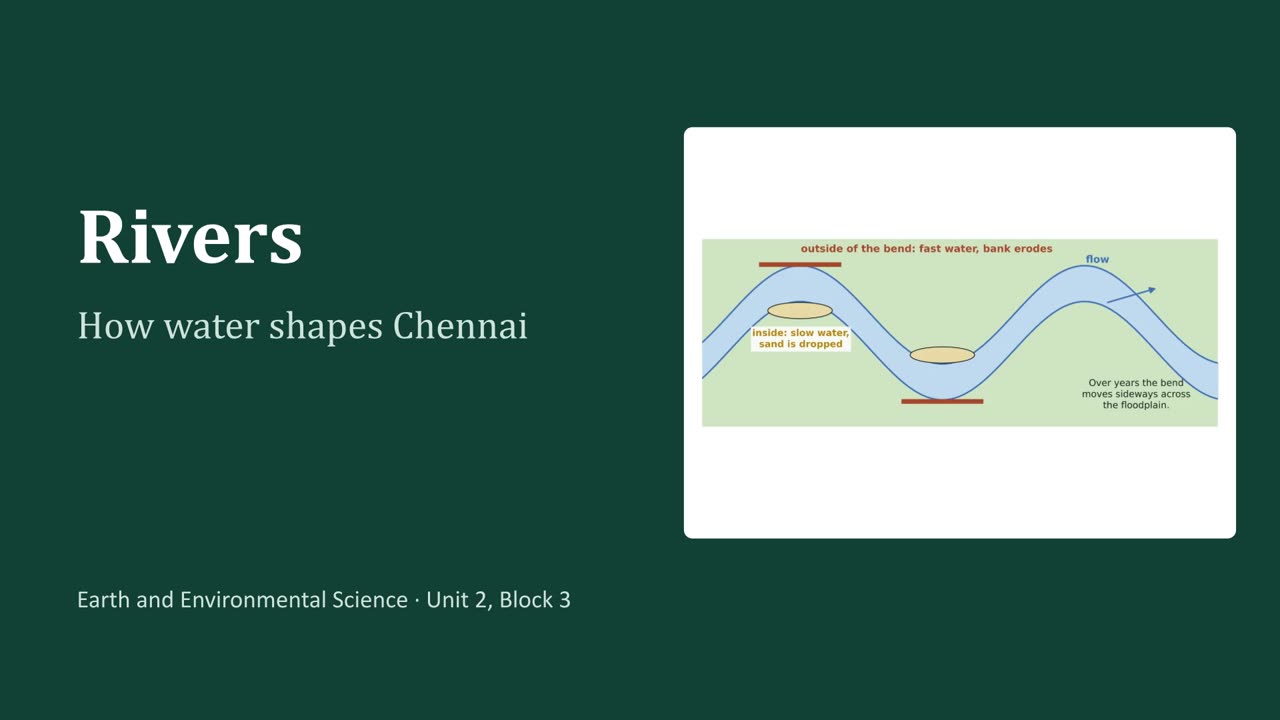 Rivers
How water shapes Chennai
Earth and Environmental Science · Unit 2, Block 3
outside of the bend: fast water, bank erodes
flow
inside: slow water,
sand is dropped
Over years the bend
moves sideways across
the floodplain.